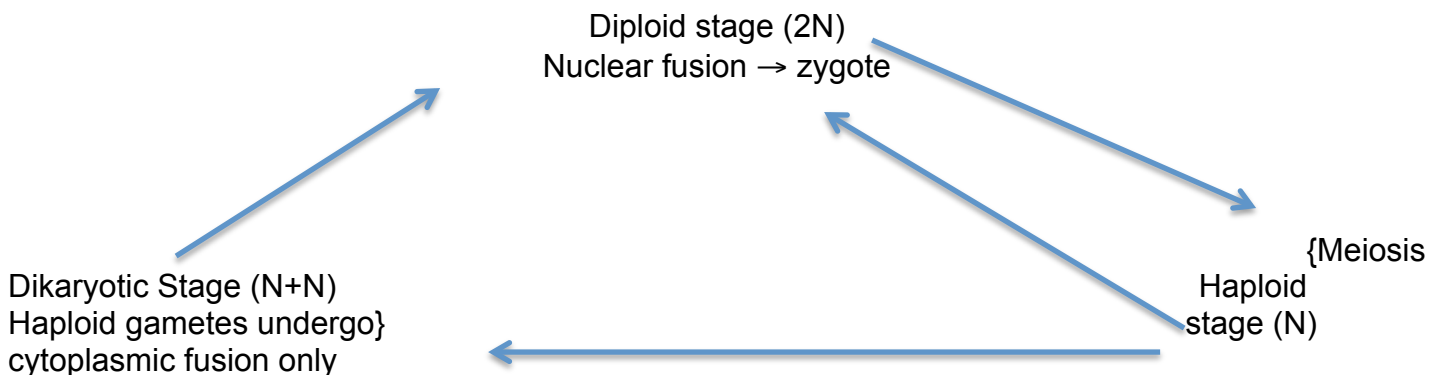 Diploid stage (2N)
Nuclear fusion → zygote
{Meiosis
Haploid
stage (N)
Dikaryotic Stage (N+N)
Haploid gametes undergo}
cytoplasmic fusion only